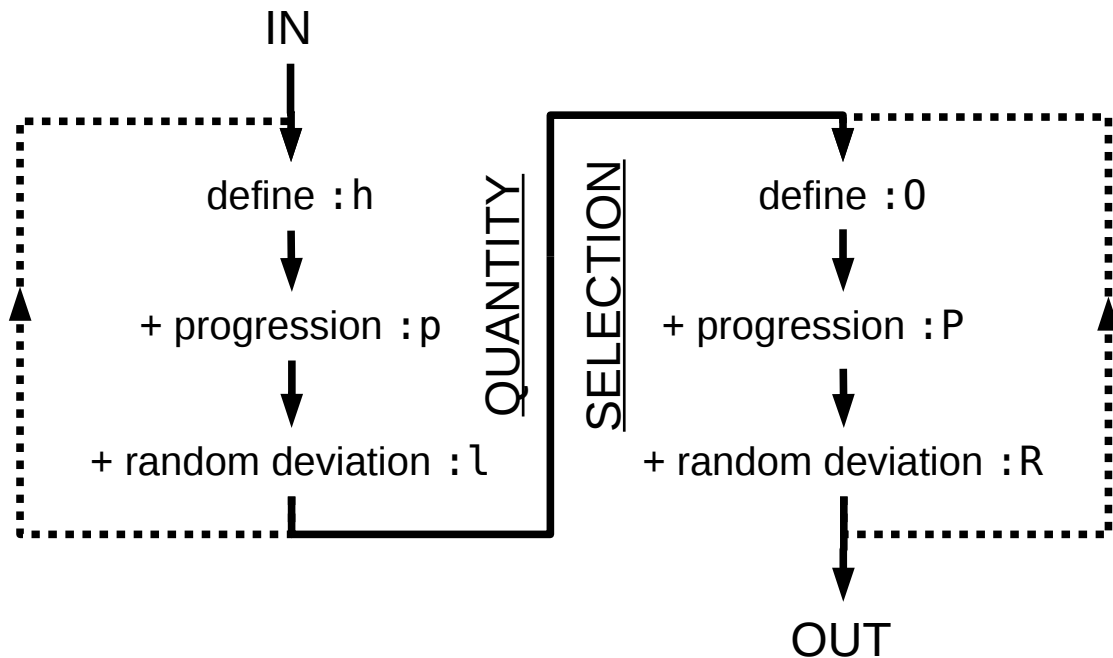 IN
define :h
+ progression :p
+ random deviation :l
QUANTITY
SELECTION
define :O
+ progression :P
+ random deviation :R
OUT